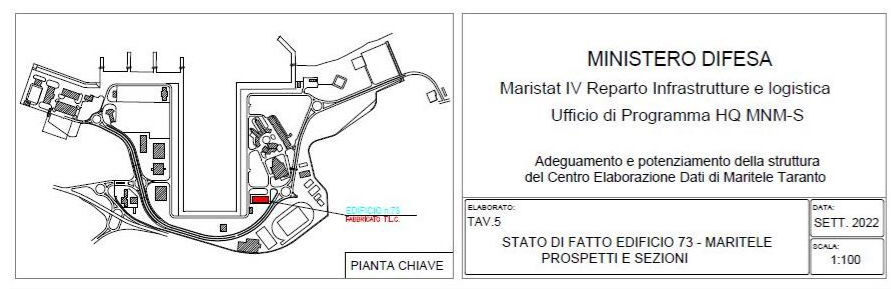 EDIFICIO n.73
FABBRICATO T.L.C.
PIANTA CHIAVE
MINISTERO DIFESA
Maristat IV Reparto Infrastrutture e logistica
Ufficio di Programma HQ MNM-S
Adeguamento e potenziamento della struttura
del Centro Elaborazione Dati di Maritele Taranto
ELABORATO:
TAV.5
STATO DI FATTO EDIFICIO 73 - MARITELE
PROSPETTI E SEZIONI
DATA:
SETT. 2022
SCALA:
1:100